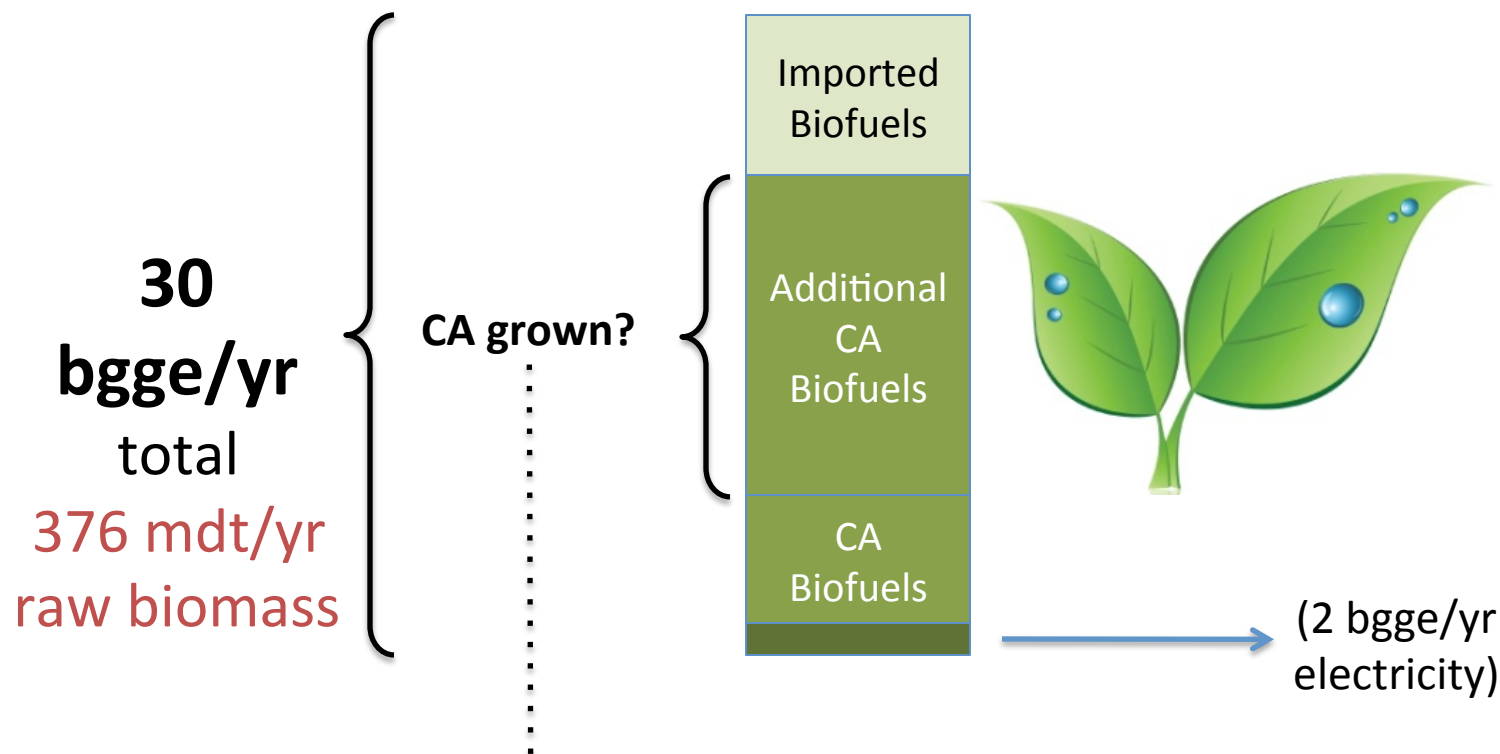 30
bgge/yr
total
376 mdt/yr
raw biomass
CA grown?
Imported
Biofuels
Additional
CA
Biofuels
CA
Biofuels
(2 bgge/yr
electricity)